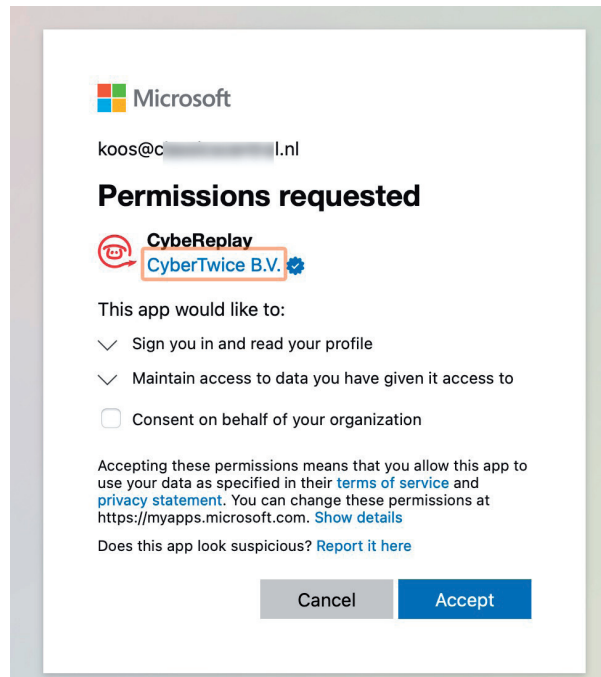 Microsoft
koos@c l.nl
Permissions requested
CybeReplay
CyberTwice B.V.
This app would like to:
Sign you in and read your profile
Maintain access to data you have given it access to
Consent on behalf of your organization
Accepting these permissions means that you allow this app to
use your data as specified in their terms of service and
privacy statement. You can change these permissions at
https://myapps.microsoft.com. Show details
Does this app look suspicious? Report it here
Cancel Accept